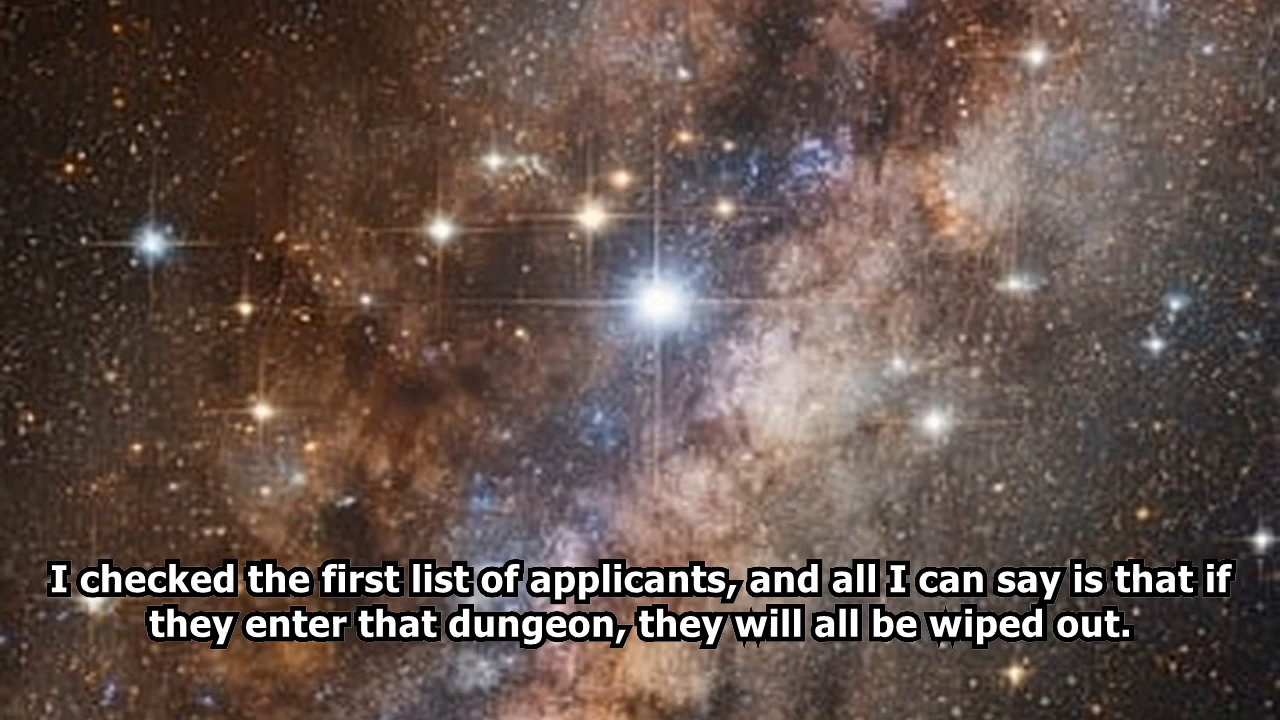 I checked the first list of applicants, and all I can say is that if
they enter that dungeon, they will all be wiped out.